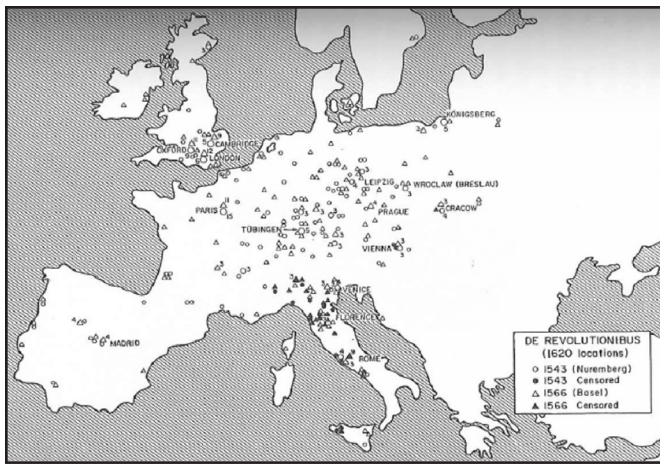 KÖNIGSBERG
CAMBRIDGE
OXFORD
LONDON
LEIPZIG
WROCLAW (BRESLAU)
PARIS
PRAGUE
CRACOW
TÜBINGEN
VIENNA
VENICE
FLORENCE
MADRID
ROME
DE REVOLUTIONIBUS
(1620 locations)
1543 (Nuremberg)
1543 Censored
1566 (Basel)
1566 Censored